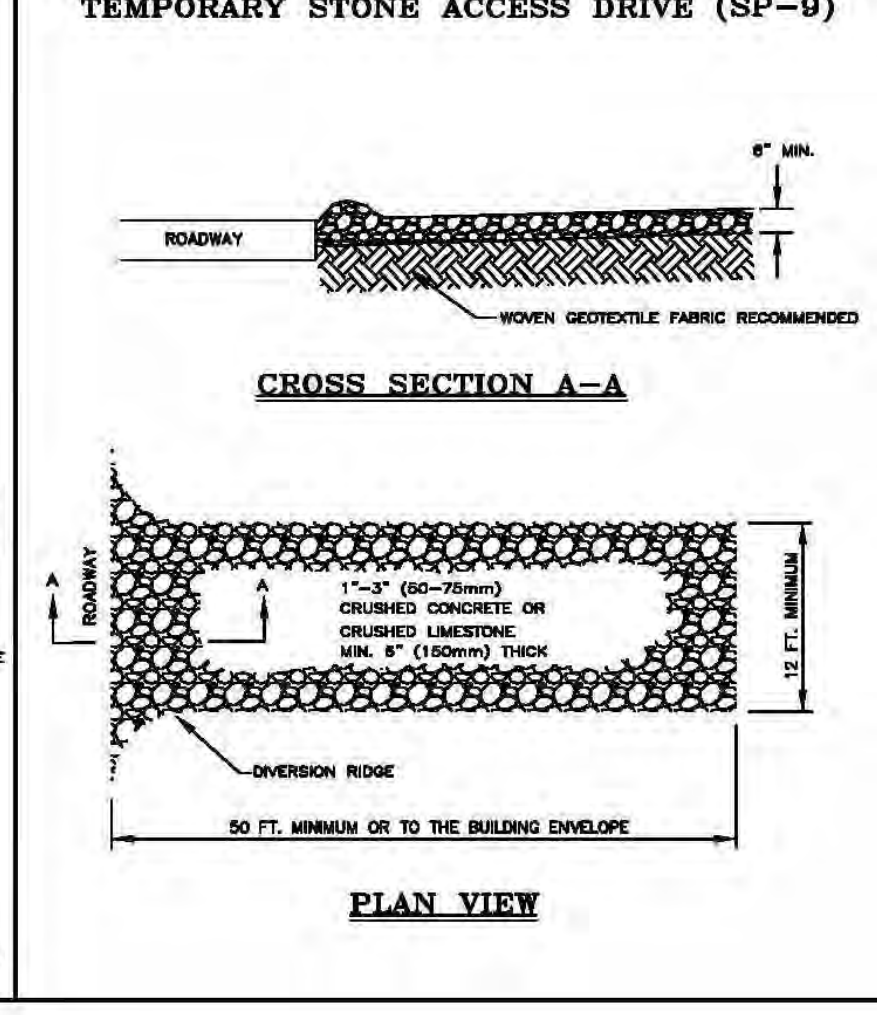 TEMPORARY STONE ACCESS DRIVE (SP-9)
6" MIN.
ROADWAY
WOVEN GEOTEXTILE FABRIC RECOMMENDED
CROSS SECTION A-A
ROADWAY
A
A
1"-3" (50-75mm)
CRUSHED CONCRETE OR
CRUSHED LIMESTONE
MIN. 6" (150mm) THICK
12 FT. MINIMUM
DIVERSION RIDGE
50 FT. MINIMUM OR TO THE BUILDING ENVELOPE
PLAN VIEW